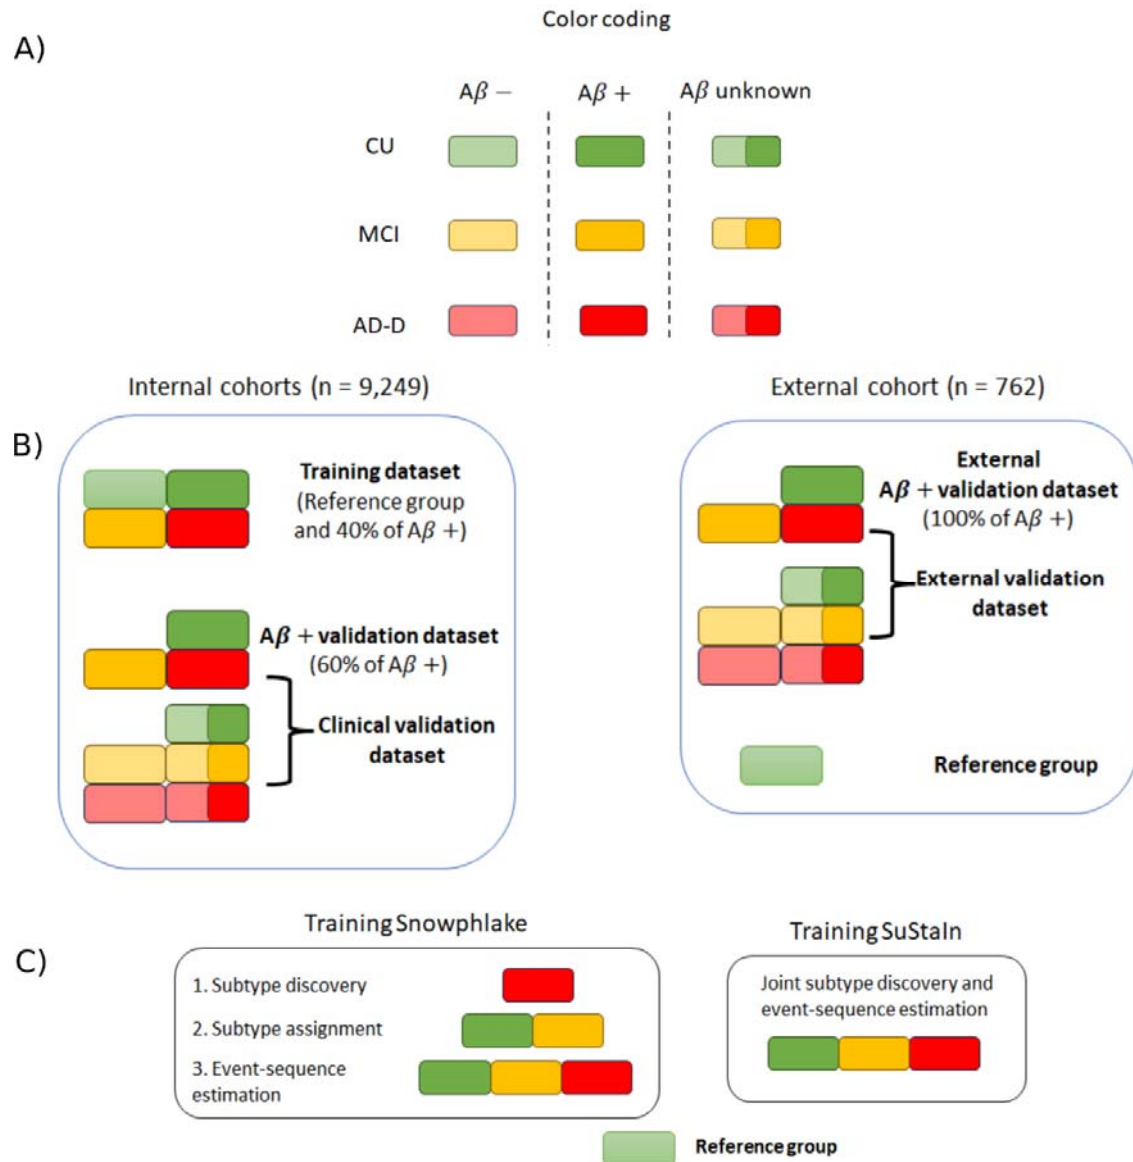 Color coding
A)
Aβ − Aβ + Aβ unknown
CU
MCI
AD-D
Internal cohorts (n = 9,249)
External cohort (n = 762)
B)
Training dataset
(Reference group
and 40% of Aβ +)
Aβ + validation dataset
(60% of Aβ +)
Clinical validation
dataset
External
Aβ + validation dataset
(100% of Aβ +)
External validation
dataset
Reference group
C)
Training Snowphlake
1. Subtype discovery
2. Subtype assignment
3. Event-sequence
estimation
Training SuStaIn
Joint subtype discovery and
event-sequence estimation
Reference group